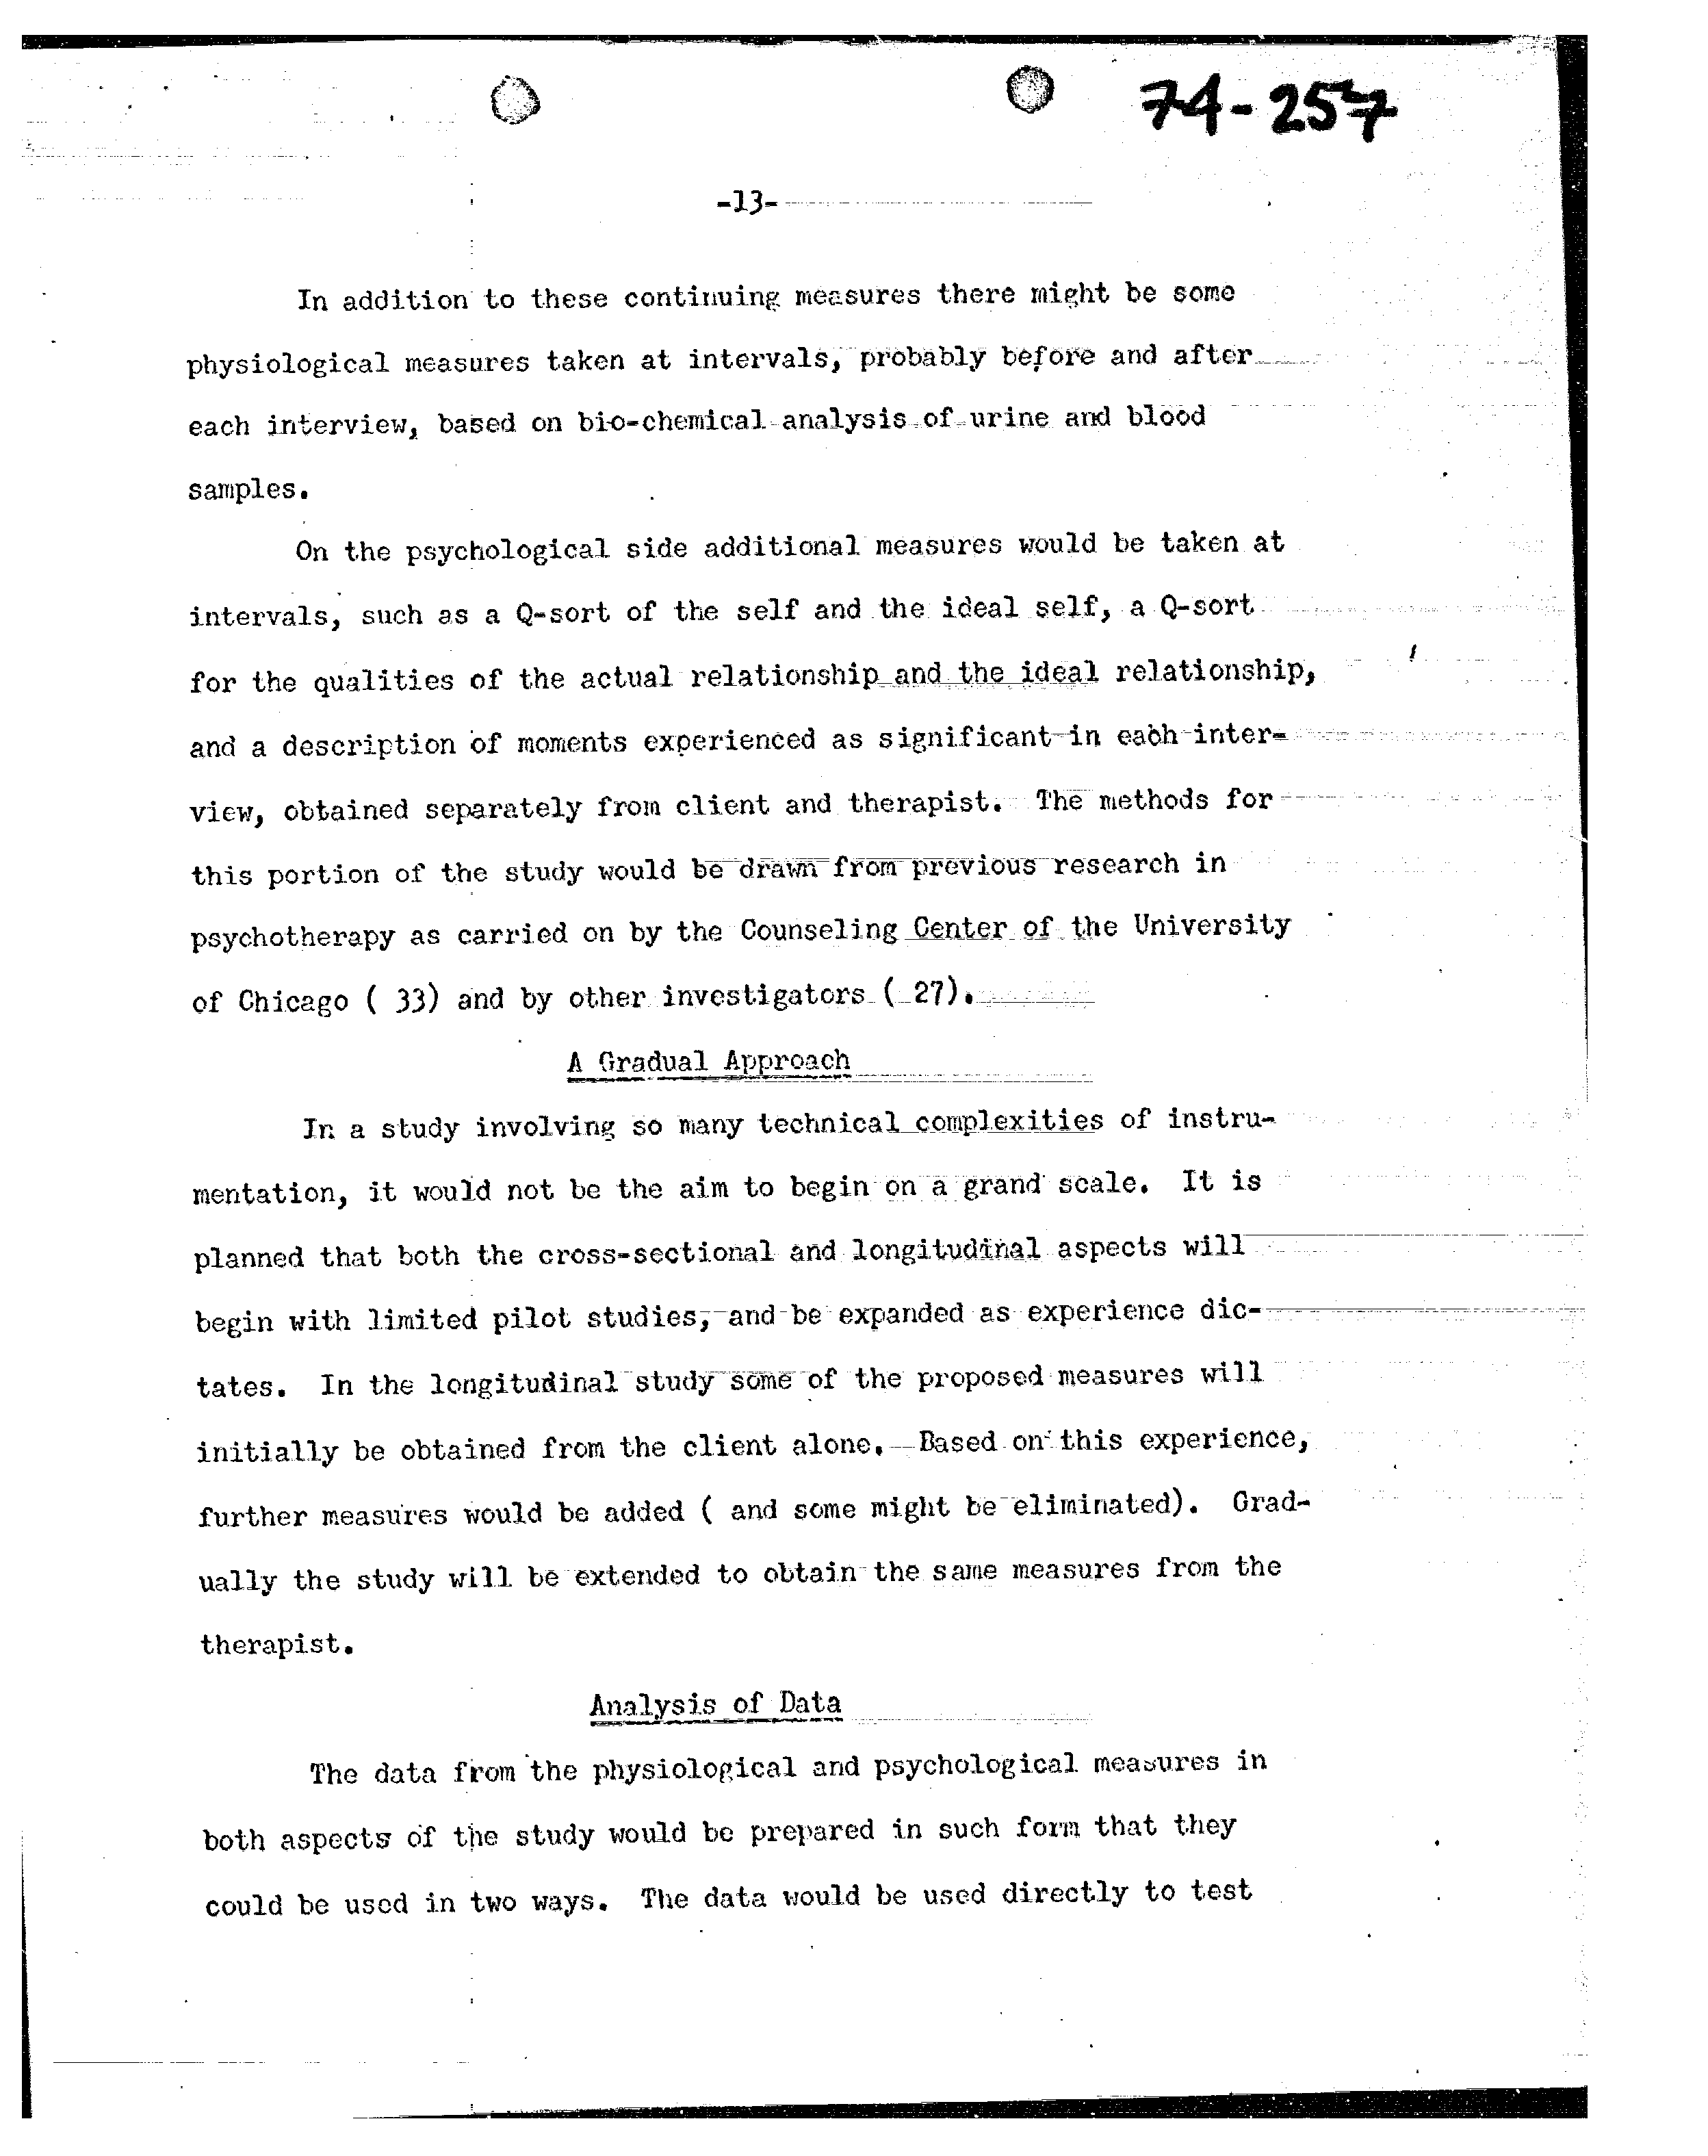 74-257
-13-
In addition to these continuing measures there might be some
physiological measures taken at intervals, probably before and after
each interview, based on bio-chemical analysis of urine and blood
samples.
On the psychological side additional measures would be taken at
intervals, such as a Q-sort of the self and the ideal self, a Q-sort
for the qualities of the actual relationship and the ideal relationship,
and a description of moments experienced as significant in each inter-
view, obtained separately from client and therapist. The methods for
this portion of the study would be drawn from previous research in
psychotherapy as carried on by the Counseling Center of the University
of Chicago ( 33) and by other investigators ( 27).
A Gradual Approach
In a study involving so many technical complexities of instru-
mentation, it would not be the aim to begin on a grand scale. It is
planned that both the cross-sectional and longitudinal aspects will
begin with limited pilot studies, and be expanded as experience dic-
tates. In the longitudinal study some of the proposed measures will
initially be obtained from the client alone. Based on this experience,
further measures would be added ( and some might be eliminated). Grad-
ually the study will be extended to obtain the same measures from the
therapist.
Analysis of Data
The data from the physiological and psychological measures in
both aspects of the study would be prepared in such form that they
could be used in two ways. The data would be used directly to test